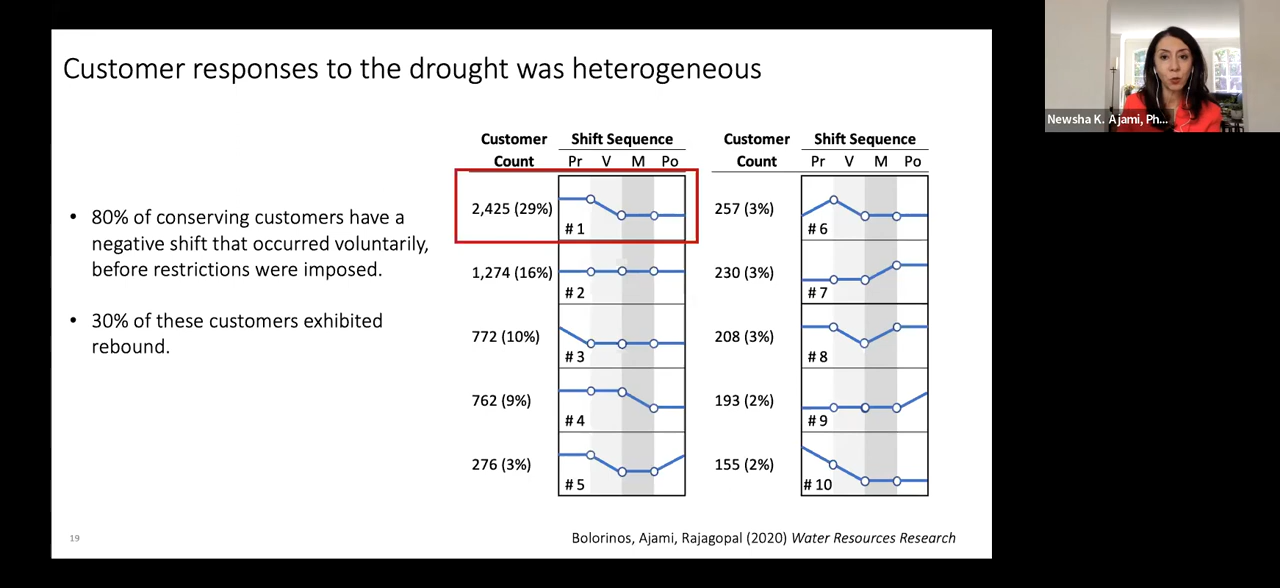 Customer responses to the drought was heterogeneous
Newsha K. Ajami, Ph...
• 80% of conserving customers have a
negative shift that occurred voluntarily,
before restrictions were imposed.
• 30% of these customers exhibited
rebound.
Customer Shift Sequence
Count Pr V M Po
2,425 (29%) #1
1,274 (16%) #2
772 (10%) #3
762 (9%) #4
276 (3%) #5
Customer Shift Sequence
Count Pr V M Po
257 (3%) #6
230 (3%) #7
208 (3%) #8
193 (2%) #9
155 (2%) #10
19
Bolorinos, Ajami, Rajagopal (2020) Water Resources Research